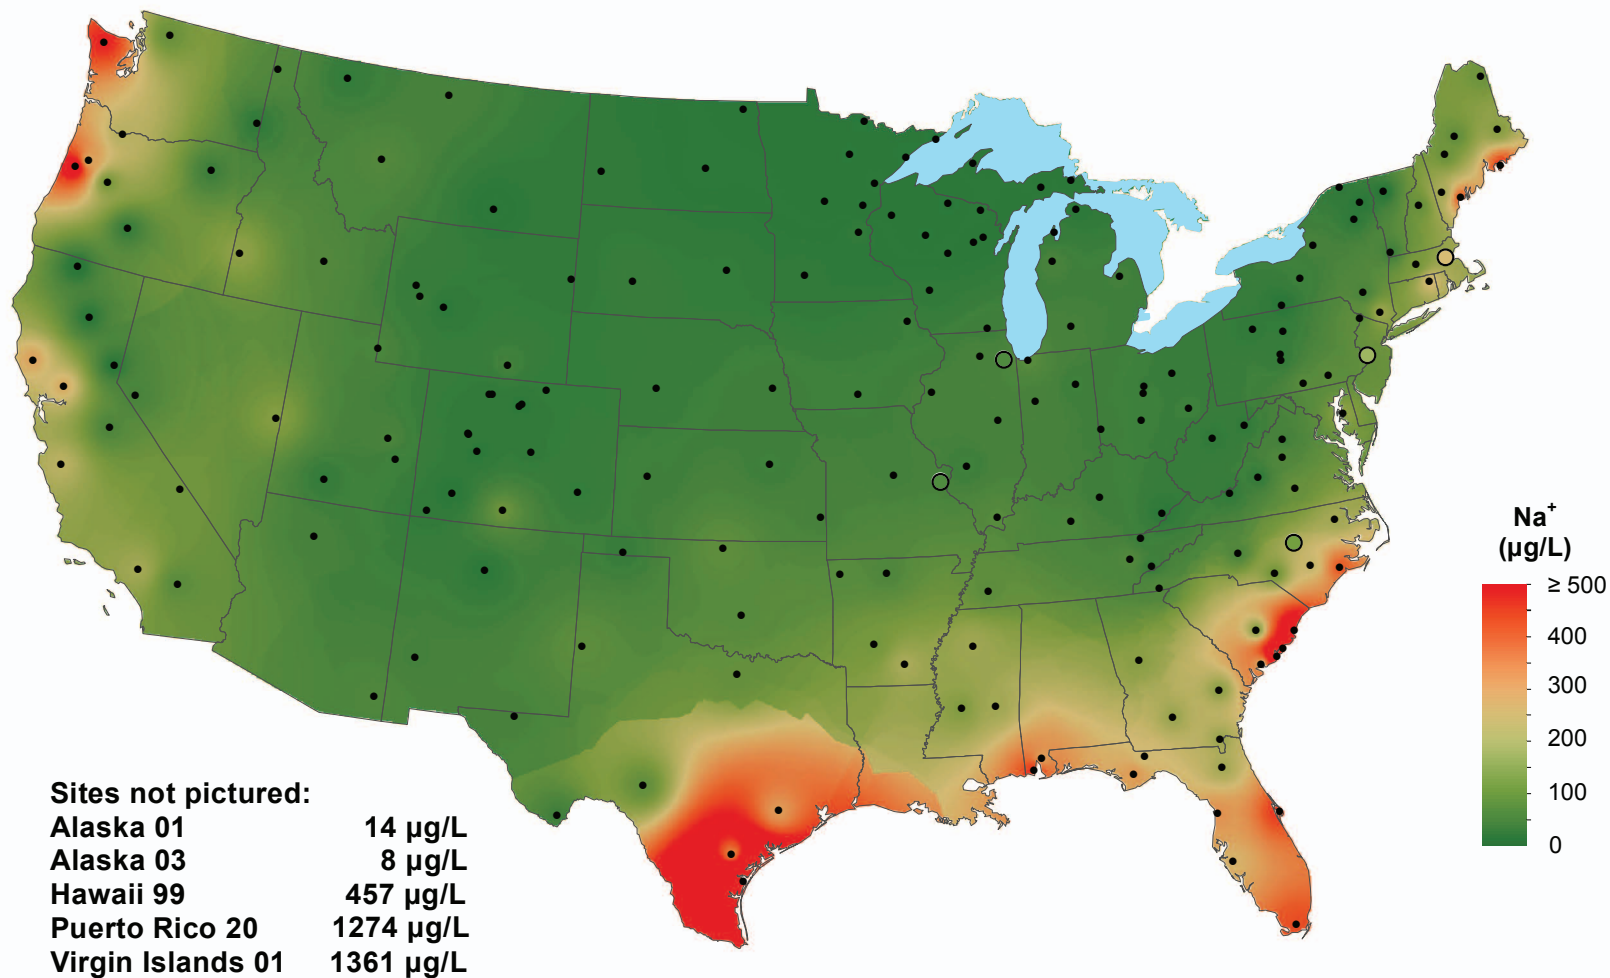 Na⁺
(µg/L)
≥ 500
400
300
200
100
0
Sites not pictured:
Alaska 01 14 µg/L
Alaska 03 8 µg/L
Hawaii 99 457 µg/L
Puerto Rico 20 1274 µg/L
Virgin Islands 01 1361 µg/L